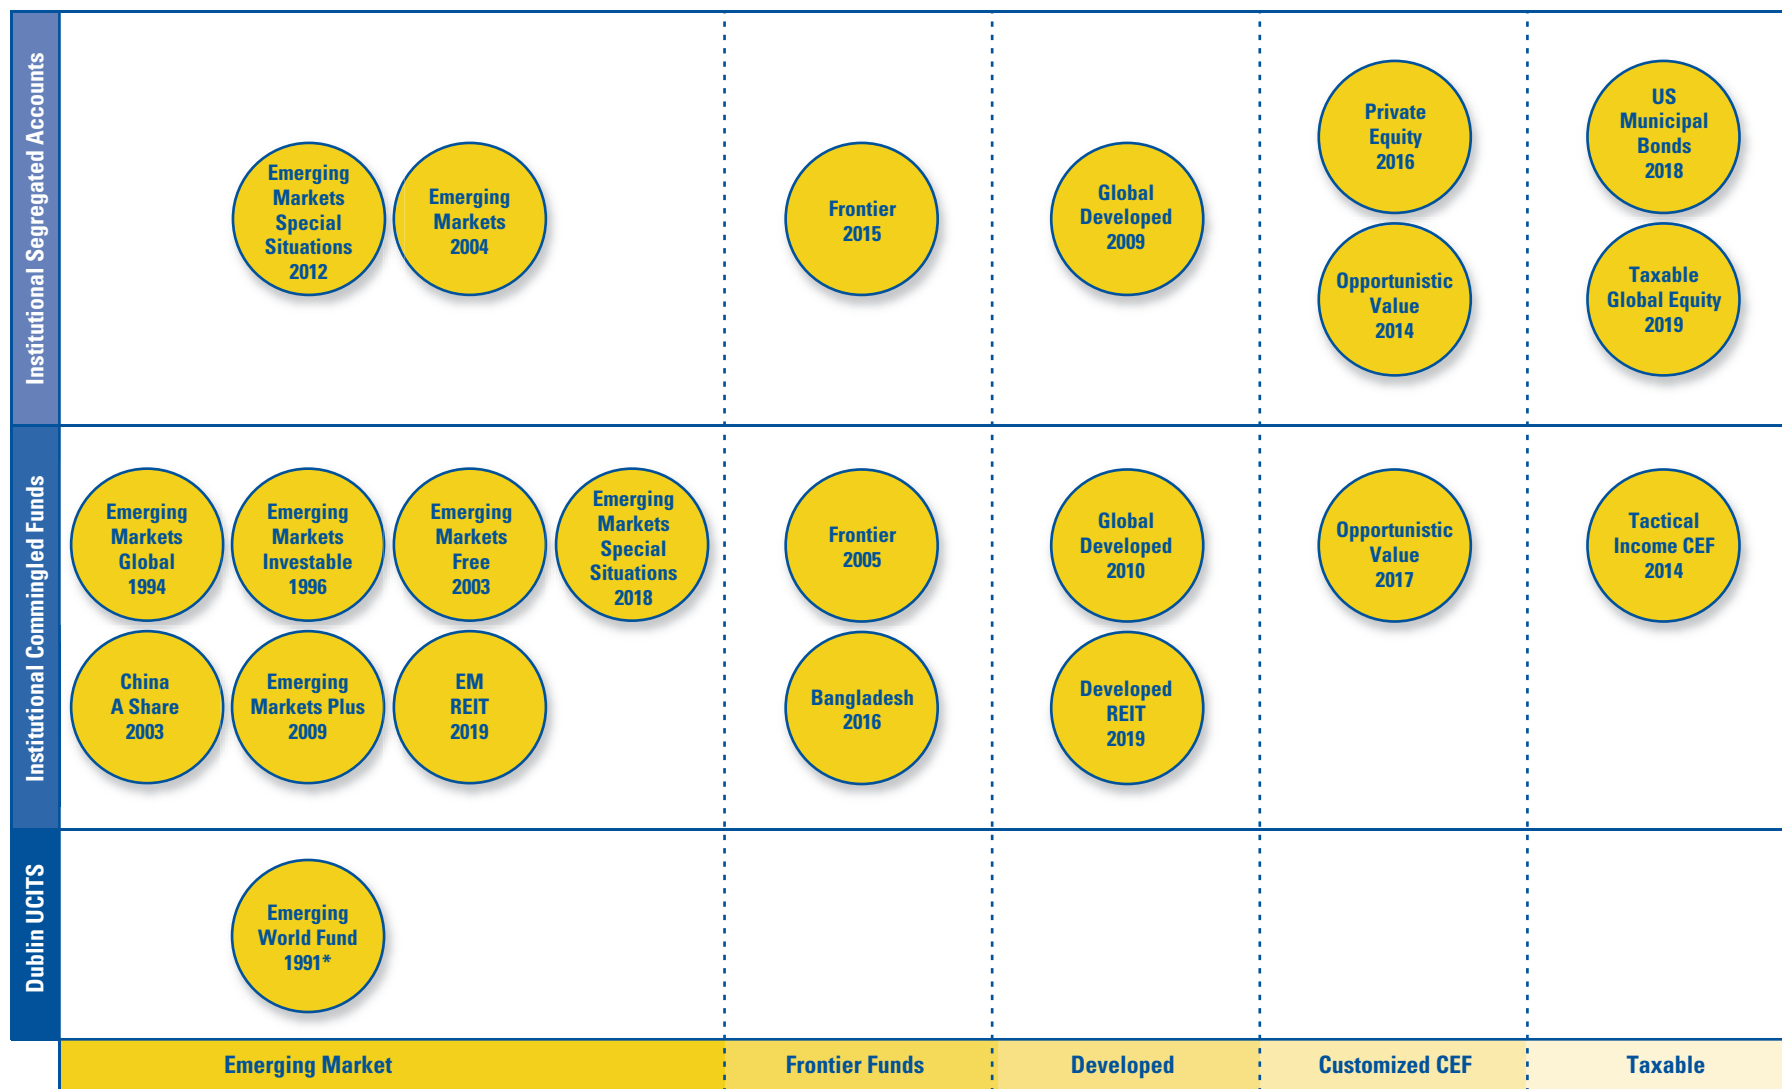 Institutional Segregated Accounts
Emerging
Markets
Special
Situations
2012
Emerging
Markets
2004
Frontier
2015
Global
Developed
2009
Private
Equity
2016
Opportunistic
Value
2014
US
Municipal
Bonds
2018
Taxable
Global Equity
2019
Institutional Commingled Funds
Emerging
Markets
Global
1994
Emerging
Markets
Investable
1996
Emerging
Markets
Free
2003
Emerging
Markets
Special
Situations
2018
China
A Share
2003
Emerging
Markets Plus
2009
EM
REIT
2019
Frontier
2005
Bangladesh
2016
Global
Developed
2010
Developed
REIT
2019
Opportunistic
Value
2017
Tactical
Income CEF
2014
Dublin UCITS
Emerging
World Fund
1991*
Emerging Market
Frontier Funds
Developed
Customized CEF
Taxable